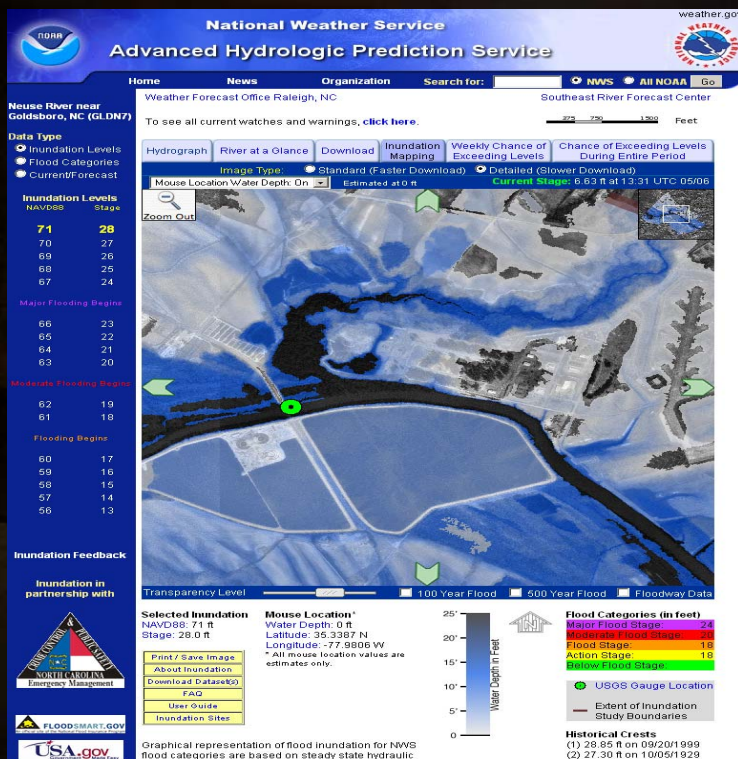 weather.gov
NOAA
National Weather Service
Advanced Hydrologic Prediction Service
NATIONAL WEATHER
Home News Organization Search for: NWS All NOAA Go
Neuse River near
Goldsboro, NC (GLDN7)
Data Type
Inundation Levels
Flood Categories
Current/Forecast
Inundation Levels
NAVD88 Stage
71 28
70 27
69 26
68 25
67 24
Major Flooding Begins
66 23
65 22
64 21
63 20
Moderate Flooding Begins
62 19
61 18
Flooding Begins
60 17
59 16
58 15
57 14
56 13
Inundation Feedback
Inundation in
partnership with
CRIME CONTROL & PUBLIC SAFETY
NORTH CAROLINA
Emergency Management
FLOODSMART.GOV
USA.gov
Weather Forecast Office Raleigh, NC Southeast River Forecast Center
To see all current watches and warnings, click here.
375 750 1500 Feet
Hydrograph River at a Glance Download Inundation Mapping Weekly Chance of Exceeding Levels Chance of Exceeding Levels During Entire Period
Image Type: Standard (Faster Download) Detailed (Slower Download)
Mouse Location Water Depth: On Estimated at 0 ft Current Stage: 6.63 ft at 13:31 UTC 05/06
Zoom Out
Transparency Level 100 Year Flood 500 Year Flood Floodway Data
Selected Inundation
NAVD88: 71 ft
Stage: 28.0 ft
Print / Save Image
About Inundation
Download Dataset(s)
FAQ
User Guide
Inundation Sites
Mouse Location*
Water Depth: 0 ft
Latitude: 35.3387 N
Longitude: -77.9806 W
* All mouse location values are
estimates only.
25'
20'
15'
10'
5'
0
Water Depth in Feet
Flood Categories (in feet)
Major Flood Stage: 24
Moderate Flood Stage: 20
Flood Stage: 18
Action Stage: 18
Below Flood Stage:
USGS Gauge Location
Extent of Inundation
Study Boundaries
Historical Crests
(1) 28.85 ft on 09/20/1999
(2) 27.30 ft on 10/05/1929
Graphical representation of flood inundation for NWS
flood categories are based on steady state hydraulic